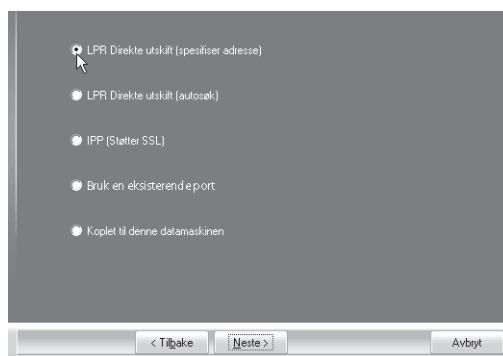 LPR Direkte utskift (spesifiser adresse)
LPR Direkte utskift (autosøk)
IPP (Støtter SSL)
Bruk en eksisterende port
Koplet til denne datamaskinen
< Tilbake
Neste >
Avbryt